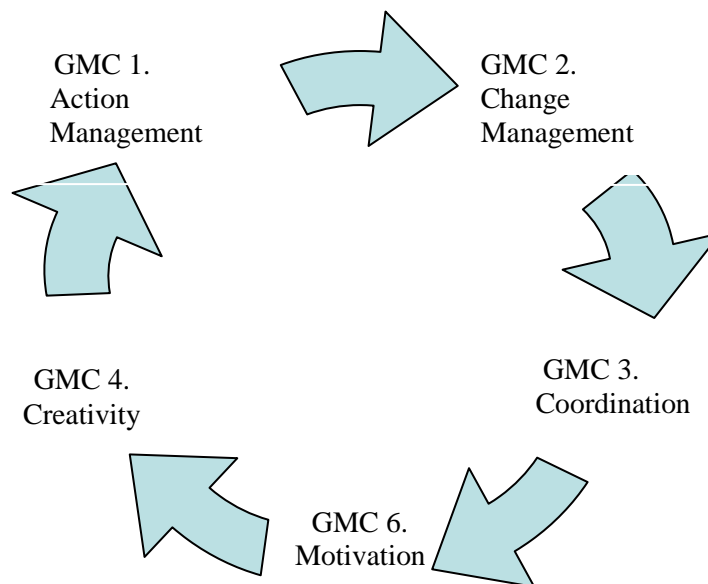 GMC 1.
Action
Management
GMC 2.
Change
Management
GMC 3.
Coordination
GMC 4.
Creativity
GMC 6.
Motivation